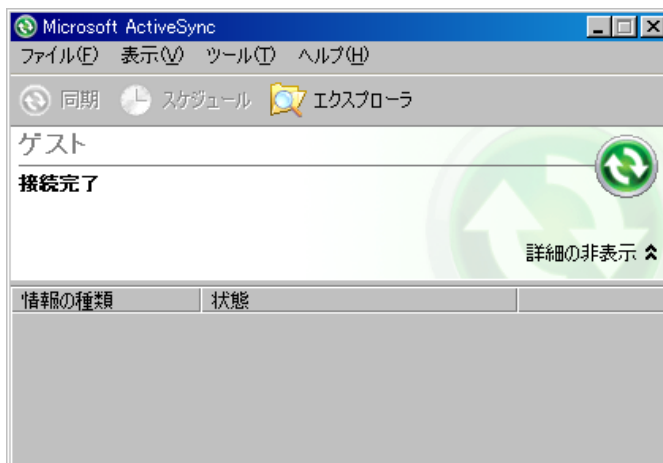 Microsoft ActiveSync
ファイル(F) 表示(V) ツール(T) ヘルプ(H)
同期 スケジュール エクスプローラ
ゲスト
接続完了
詳細の非表示
情報の種類 状態